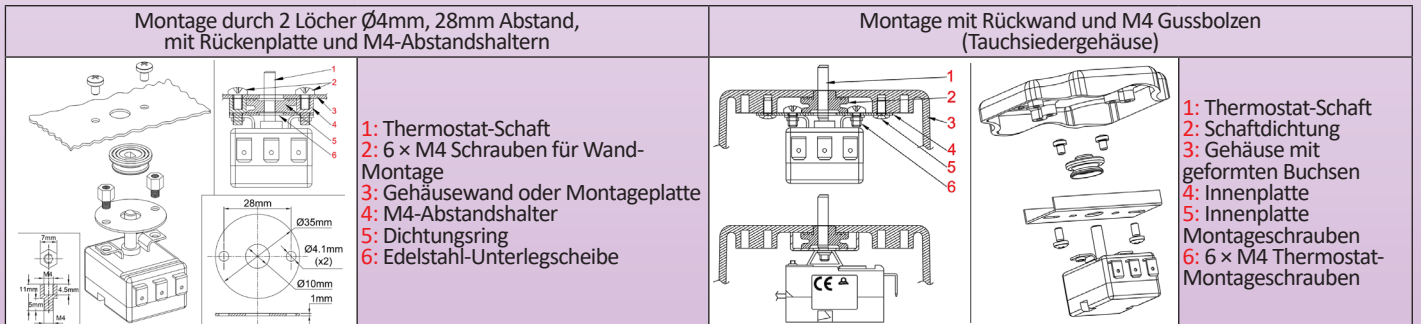 Montage durch 2 Löcher Ø4mm, 28mm Abstand,
mit Rückenplatte und M4-Abstandshaltern
1
2
3
4
5
6
28mm
Ø35mm
Ø4.1mm
(x2)
Ø10mm
1mm
7mm
M4
11mm
4.5mm
5mm
M4
1: Thermostat-Schaft
2: 6 × M4 Schrauben für Wand-
Montage
3: Gehäusewand oder Montageplatte
4: M4-Abstandshalter
5: Dichtungsring
6: Edelstahl-Unterlegscheibe
Montage mit Rückwand und M4 Gussbolzen
(Tauchsiedergehäuse)
1
2
3
4
5
6
CE
1: Thermostat-Schaft
2: Schaftdichtung
3: Gehäuse mit
geformten Buchsen
4: Innenplatte
5: Innenplatte
Montageschrauben
6: 6 × M4 Thermostat-
Montageschrauben